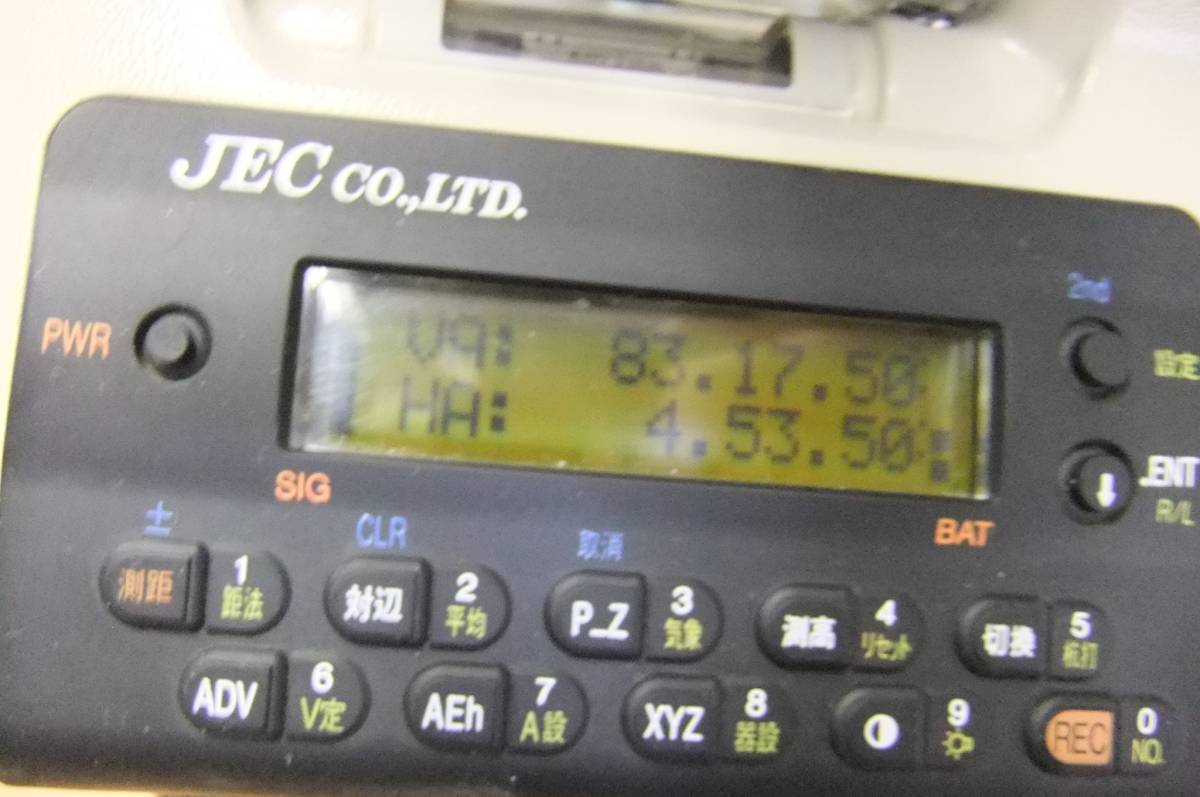 JEC CO.,LTD.
2nd
PWR
設定
V9: 83.17.50
HA: 4.53.50
.ENT
R/L
SIG
BAT
± CLR 取消
測距 1 距法 対辺 2 平均 P_Z 3 気象 測高 4 リセット 切換 5 杭打
ADV 6 V定 AEh 7 A設 XYZ 8 器設 9 REC 0 NO.